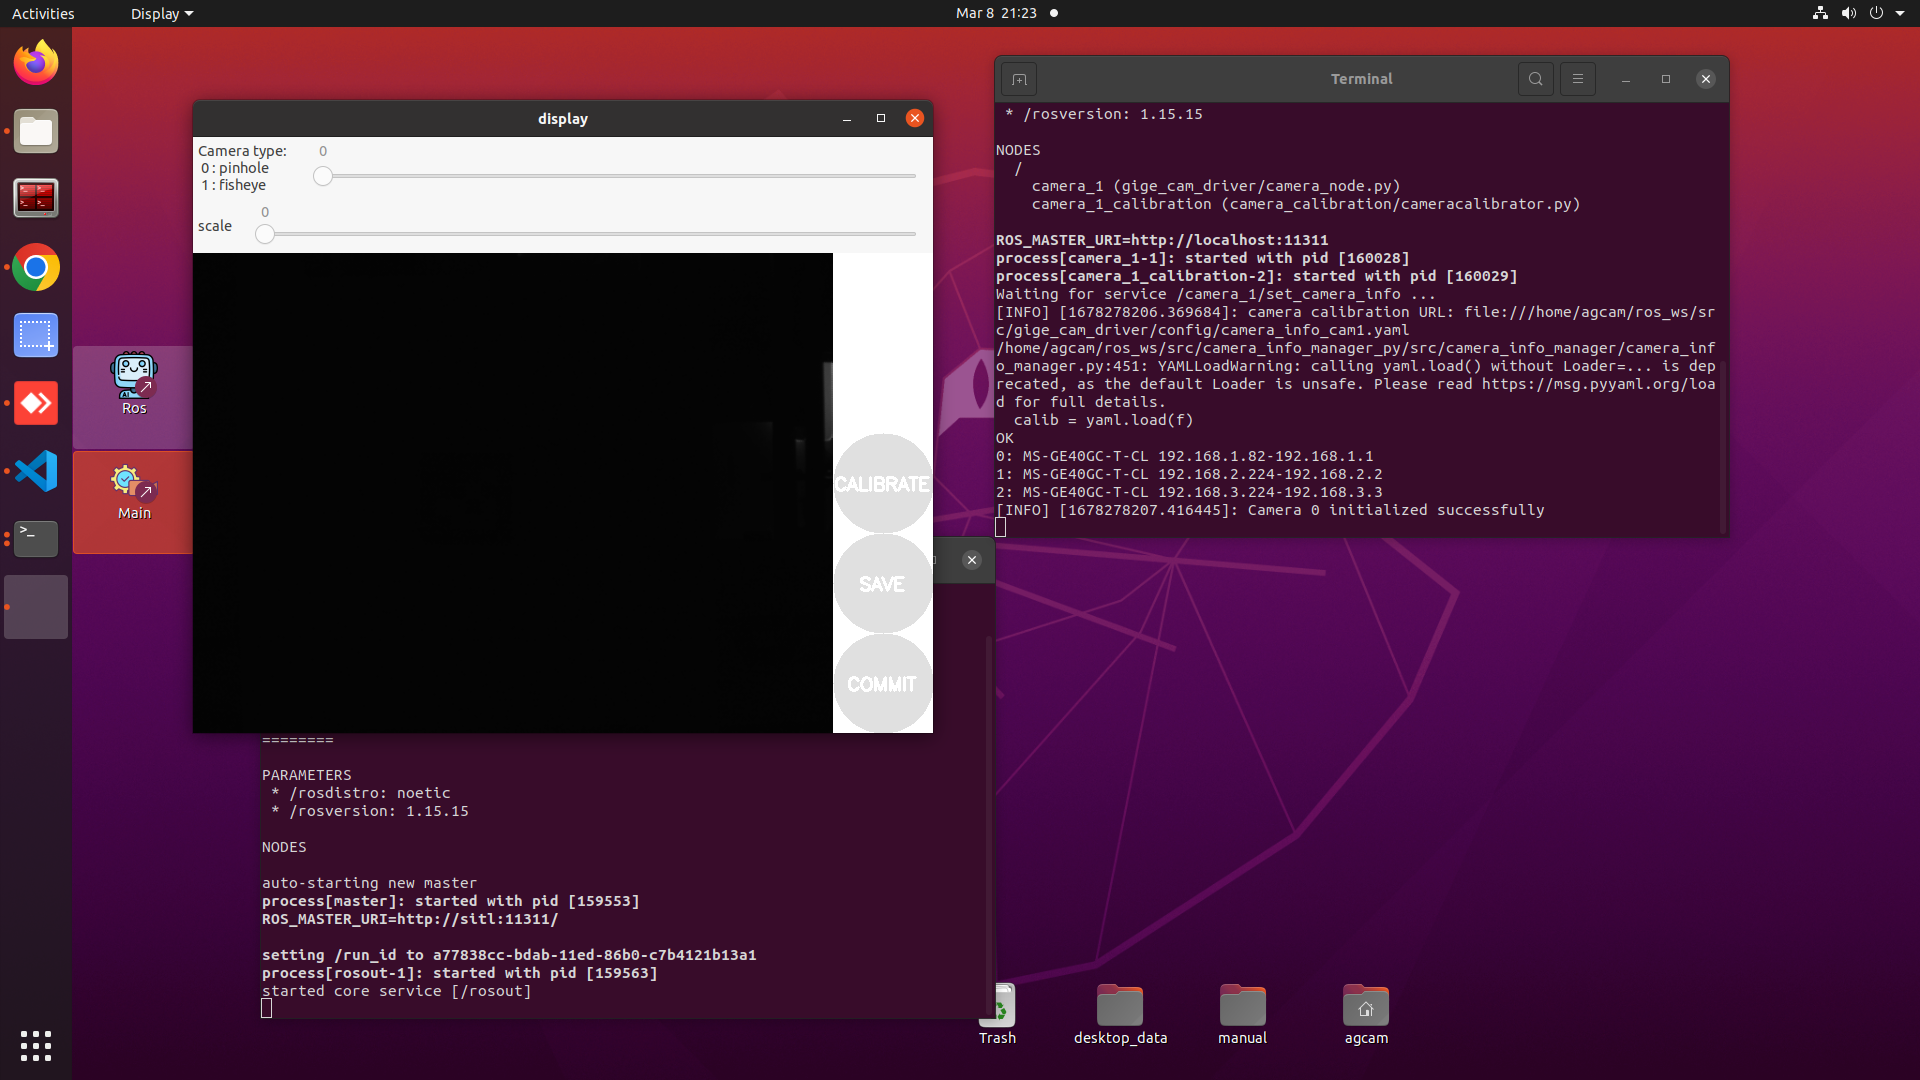 Activities
Display
Mar 8 21:23
Terminal
* /rosversion: 1.15.15
NODES
/
camera_1 (gige_cam_driver/camera_node.py)
camera_1_calibration (camera_calibration/cameracalibrator.py)
ROS_MASTER_URI=http://localhost:11311
process[camera_1-1]: started with pid [160028]
process[camera_1_calibration-2]: started with pid [160029]
Waiting for service /camera_1/set_camera_info ...
[INFO] [1678278206.369684]: camera calibration URL: file:///home/agcam/ros_ws/sr
c/gige_cam_driver/config/camera_info_cam1.yaml
/home/agcam/ros_ws/src/camera_info_manager_py/src/camera_info_manager/camera_inf
o_manager.py:451: YAMLLoadWarning: calling yaml.load() without Loader=... is dep
recated, as the default Loader is unsafe. Please read https://msg.pyyaml.org/loa
d for full details.
calib = yaml.load(f)
OK
0: MS-GE40GC-T-CL 192.168.1.82-192.168.1.1
1: MS-GE40GC-T-CL 192.168.2.224-192.168.2.2
2: MS-GE40GC-T-CL 192.168.3.224-192.168.3.3
[INFO] [1678278207.416445]: Camera 0 initialized successfully
display
Camera type:
0 : pinhole
1 : fisheye
0
scale
0
CALIBRATE
SAVE
COMMIT
Ros
Main
========
PARAMETERS
* /rosdistro: noetic
* /rosversion: 1.15.15
NODES
auto-starting new master
process[master]: started with pid [159553]
ROS_MASTER_URI=http://sitl:11311/
setting /run_id to a77838cc-bdab-11ed-86b0-c7b4121b13a1
process[rosout-1]: started with pid [159563]
started core service [/rosout]
Trash
desktop_data
manual
agcam